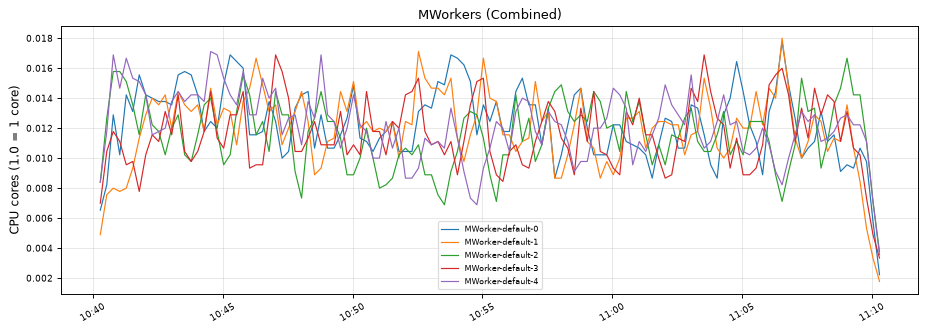 MWorkers (Combined)
CPU cores (1.0 = 1 core)
0.018
0.016
0.014
0.012
0.010
0.008
0.006
0.004
0.002
MWorker-default-0
MWorker-default-1
MWorker-default-2
MWorker-default-3
MWorker-default-4
10:40
10:45
10:50
10:55
11:00
11:05
11:10